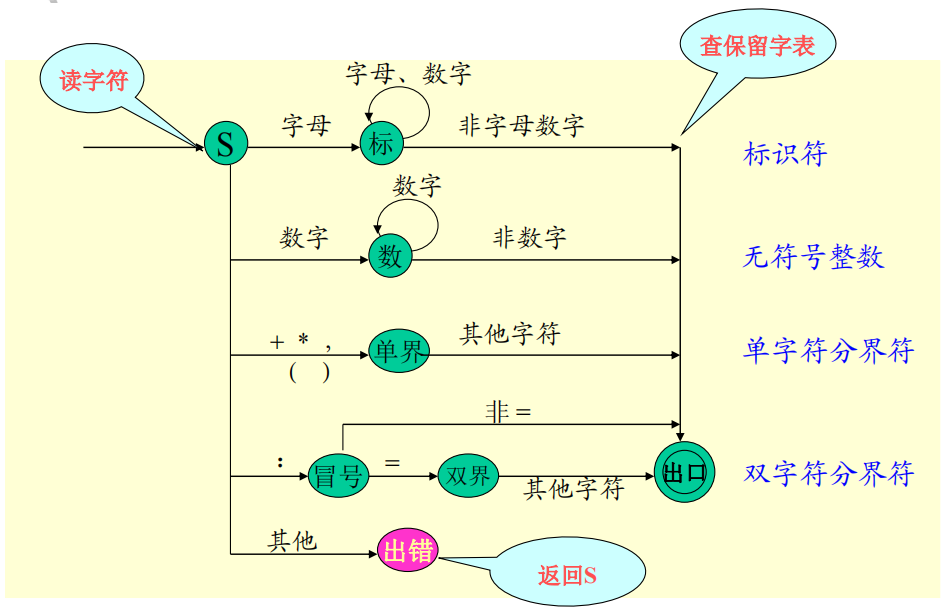 查保留字表
读字符
字母、数字
S
字母
标
非字母数字
标识符
数字
数字
数
非数字
无符号整数
+ * ,
( )
单界
其他字符
单字符分界符
非 =
:
冒号
=
双界
其他字符
出口
双字符分界符
其他
出错
返回S